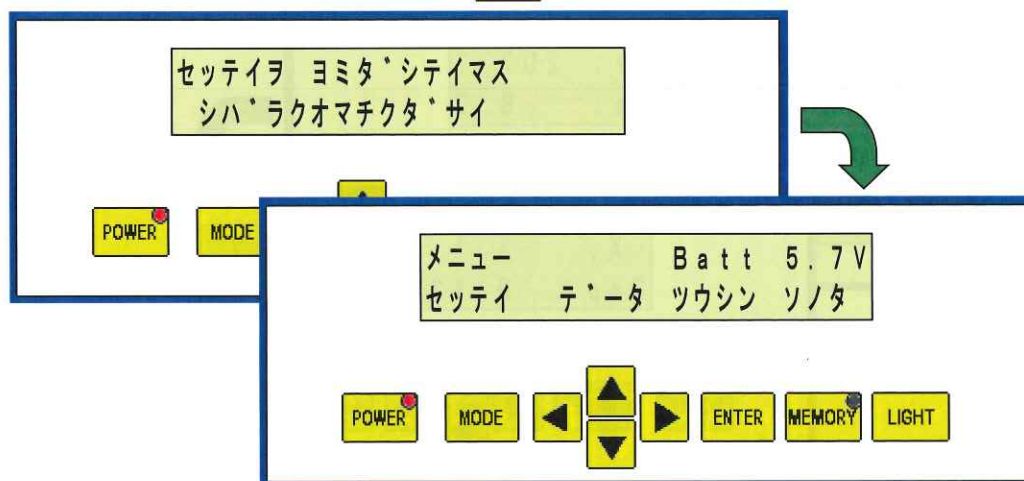 セッテイヲ ヨミダシテイマス
シバラクオマチクダサイ
POWER MODE
メニュー Batt 5.7V
セッテイ データ ツウシン ソノタ
POWER MODE ENTER MEMORY LIGHT